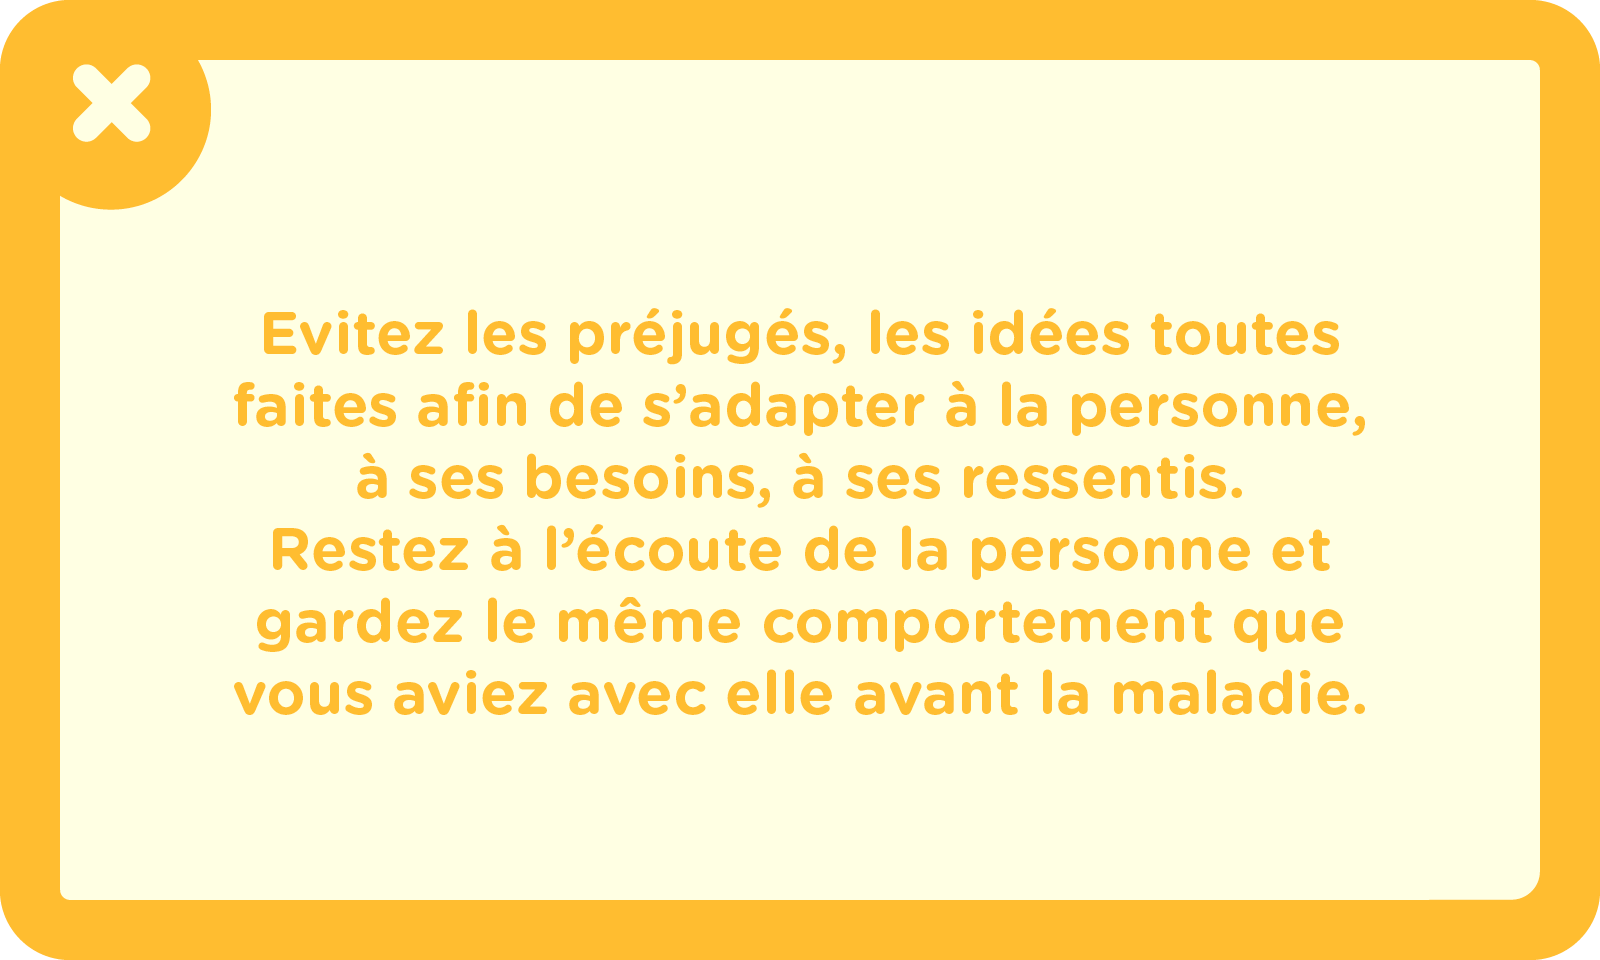 Evitez les préjugés, les idées toutes
faites afin de s’adapter à la personne,
à ses besoins, à ses ressentis.
Restez à l’écoute de la personne et
gardez le même comportement que
vous aviez avec elle avant la maladie.